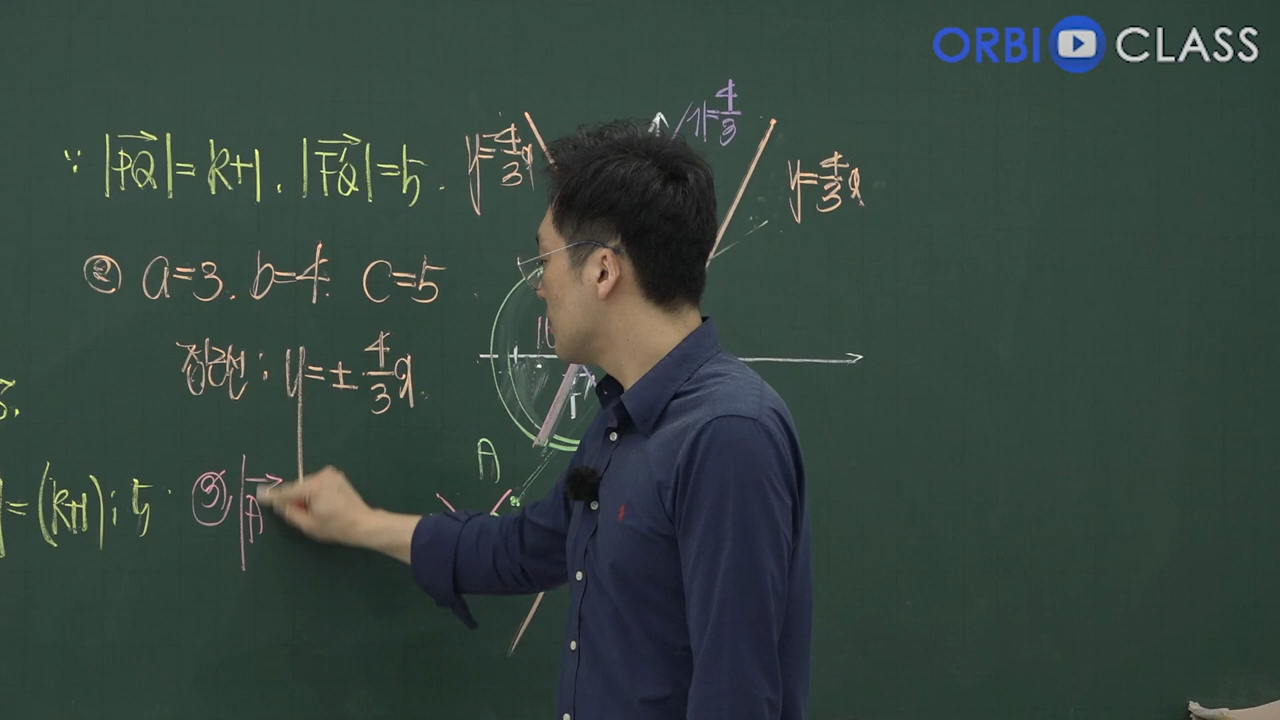 ORBI CLASS
∵ |PQ⃗| = k+1, |F'Q⃗| = 5.
② a=3, b=4, c=5
점근선 : y = ± 4/3 x.
= (k+1) : 5
③ |A
y=-4/3 x
기=4/3
y=4/3 x
A